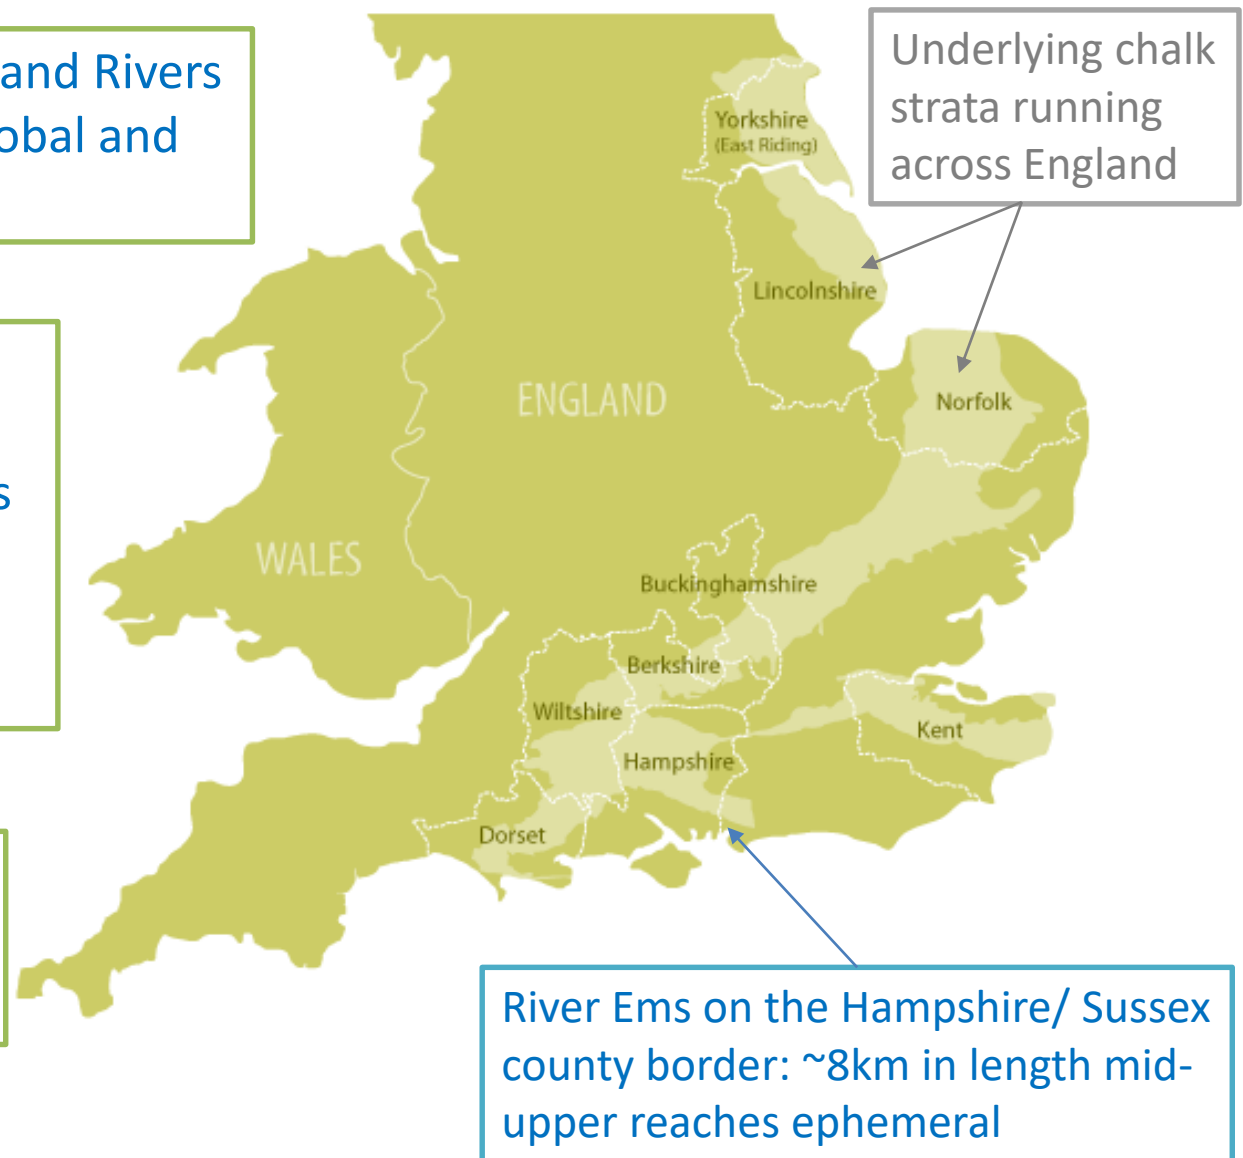 and Rivers
obal and
s
Underlying chalk
strata running
across England
Yorkshire
(East Riding)
Lincolnshire
Norfolk
ENGLAND
WALES
Buckinghamshire
Berkshire
Wiltshire
Kent
Hampshire
Dorset
River Ems on the Hampshire/ Sussex
county border: ~8km in length mid-
upper reaches ephemeral